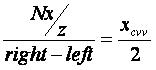 Nx/z / right − left = x_cvv / 2